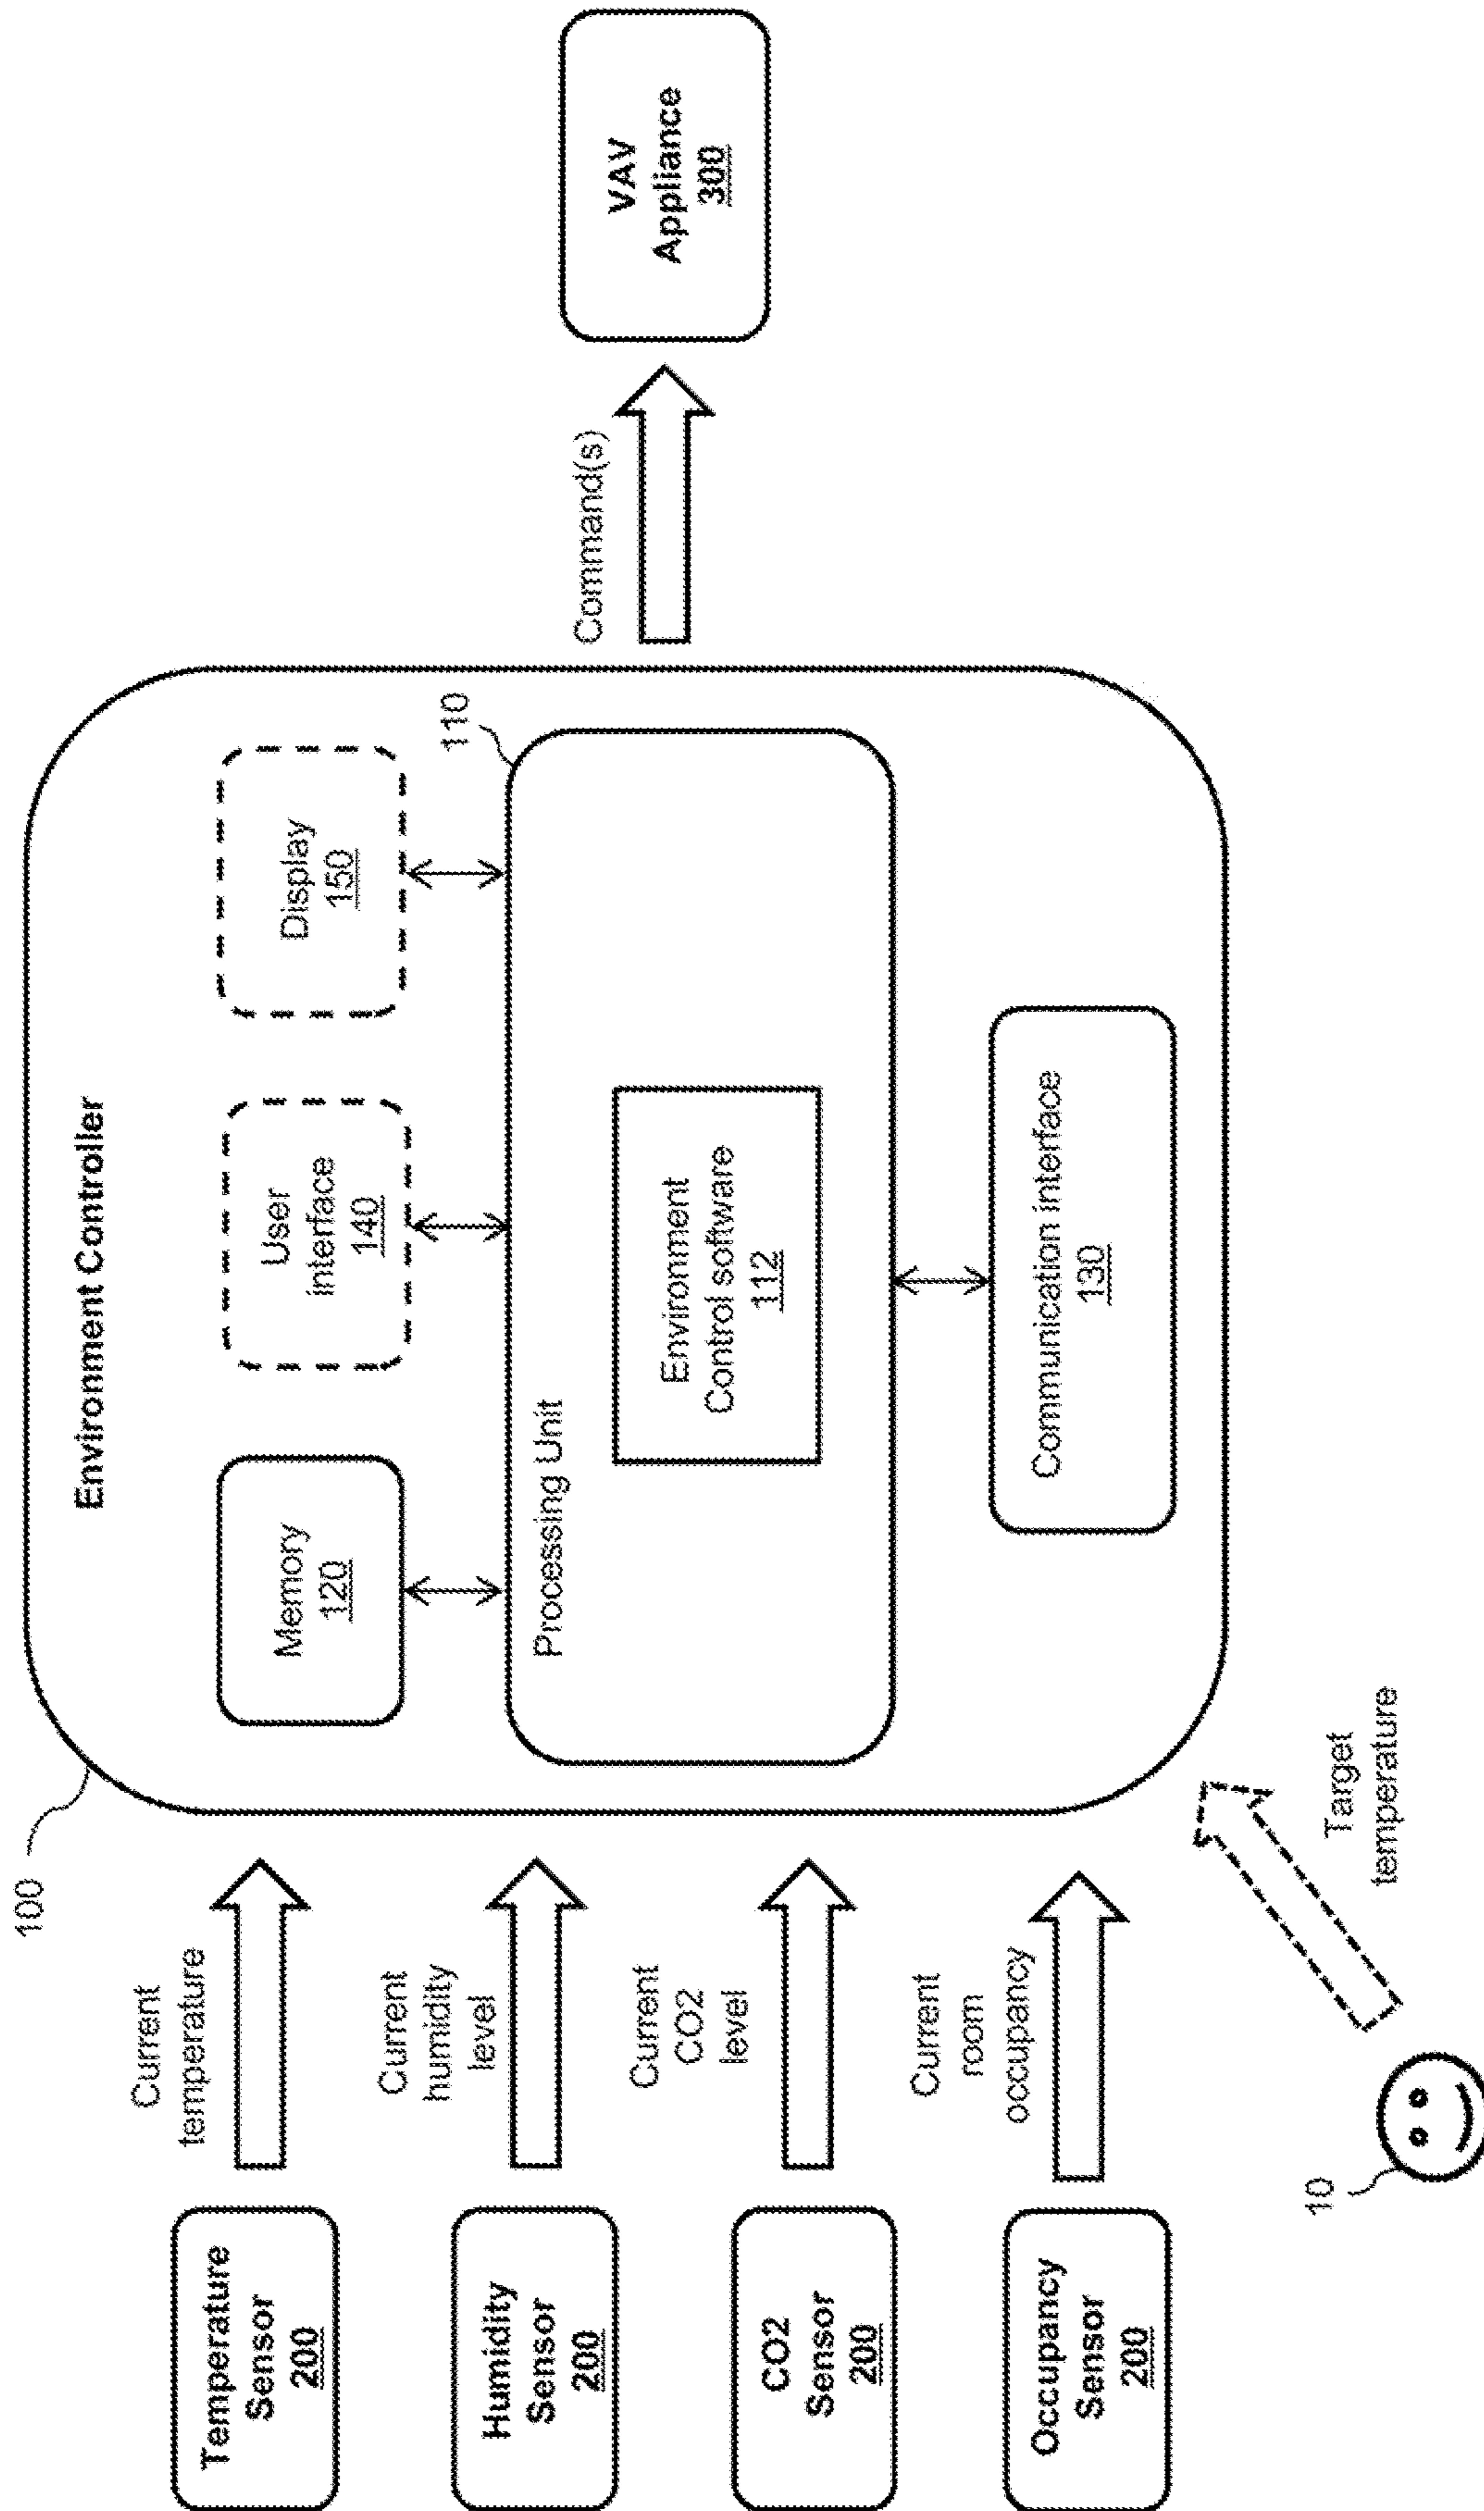 100
Environment Controller
Temperature
Sensor
200
Current
temperature
Humidity
Sensor
200
Current
humidity
level
CO2
Sensor
200
Current
CO2
level
Occupancy
Sensor
200
Current
room
occupancy
10
Target
temperature
Memory
120
User
interface
140
Display
150
110
Processing Unit
Environment
Control software
112
Communication interface
130
Command(s)
VAV
Appliance
300